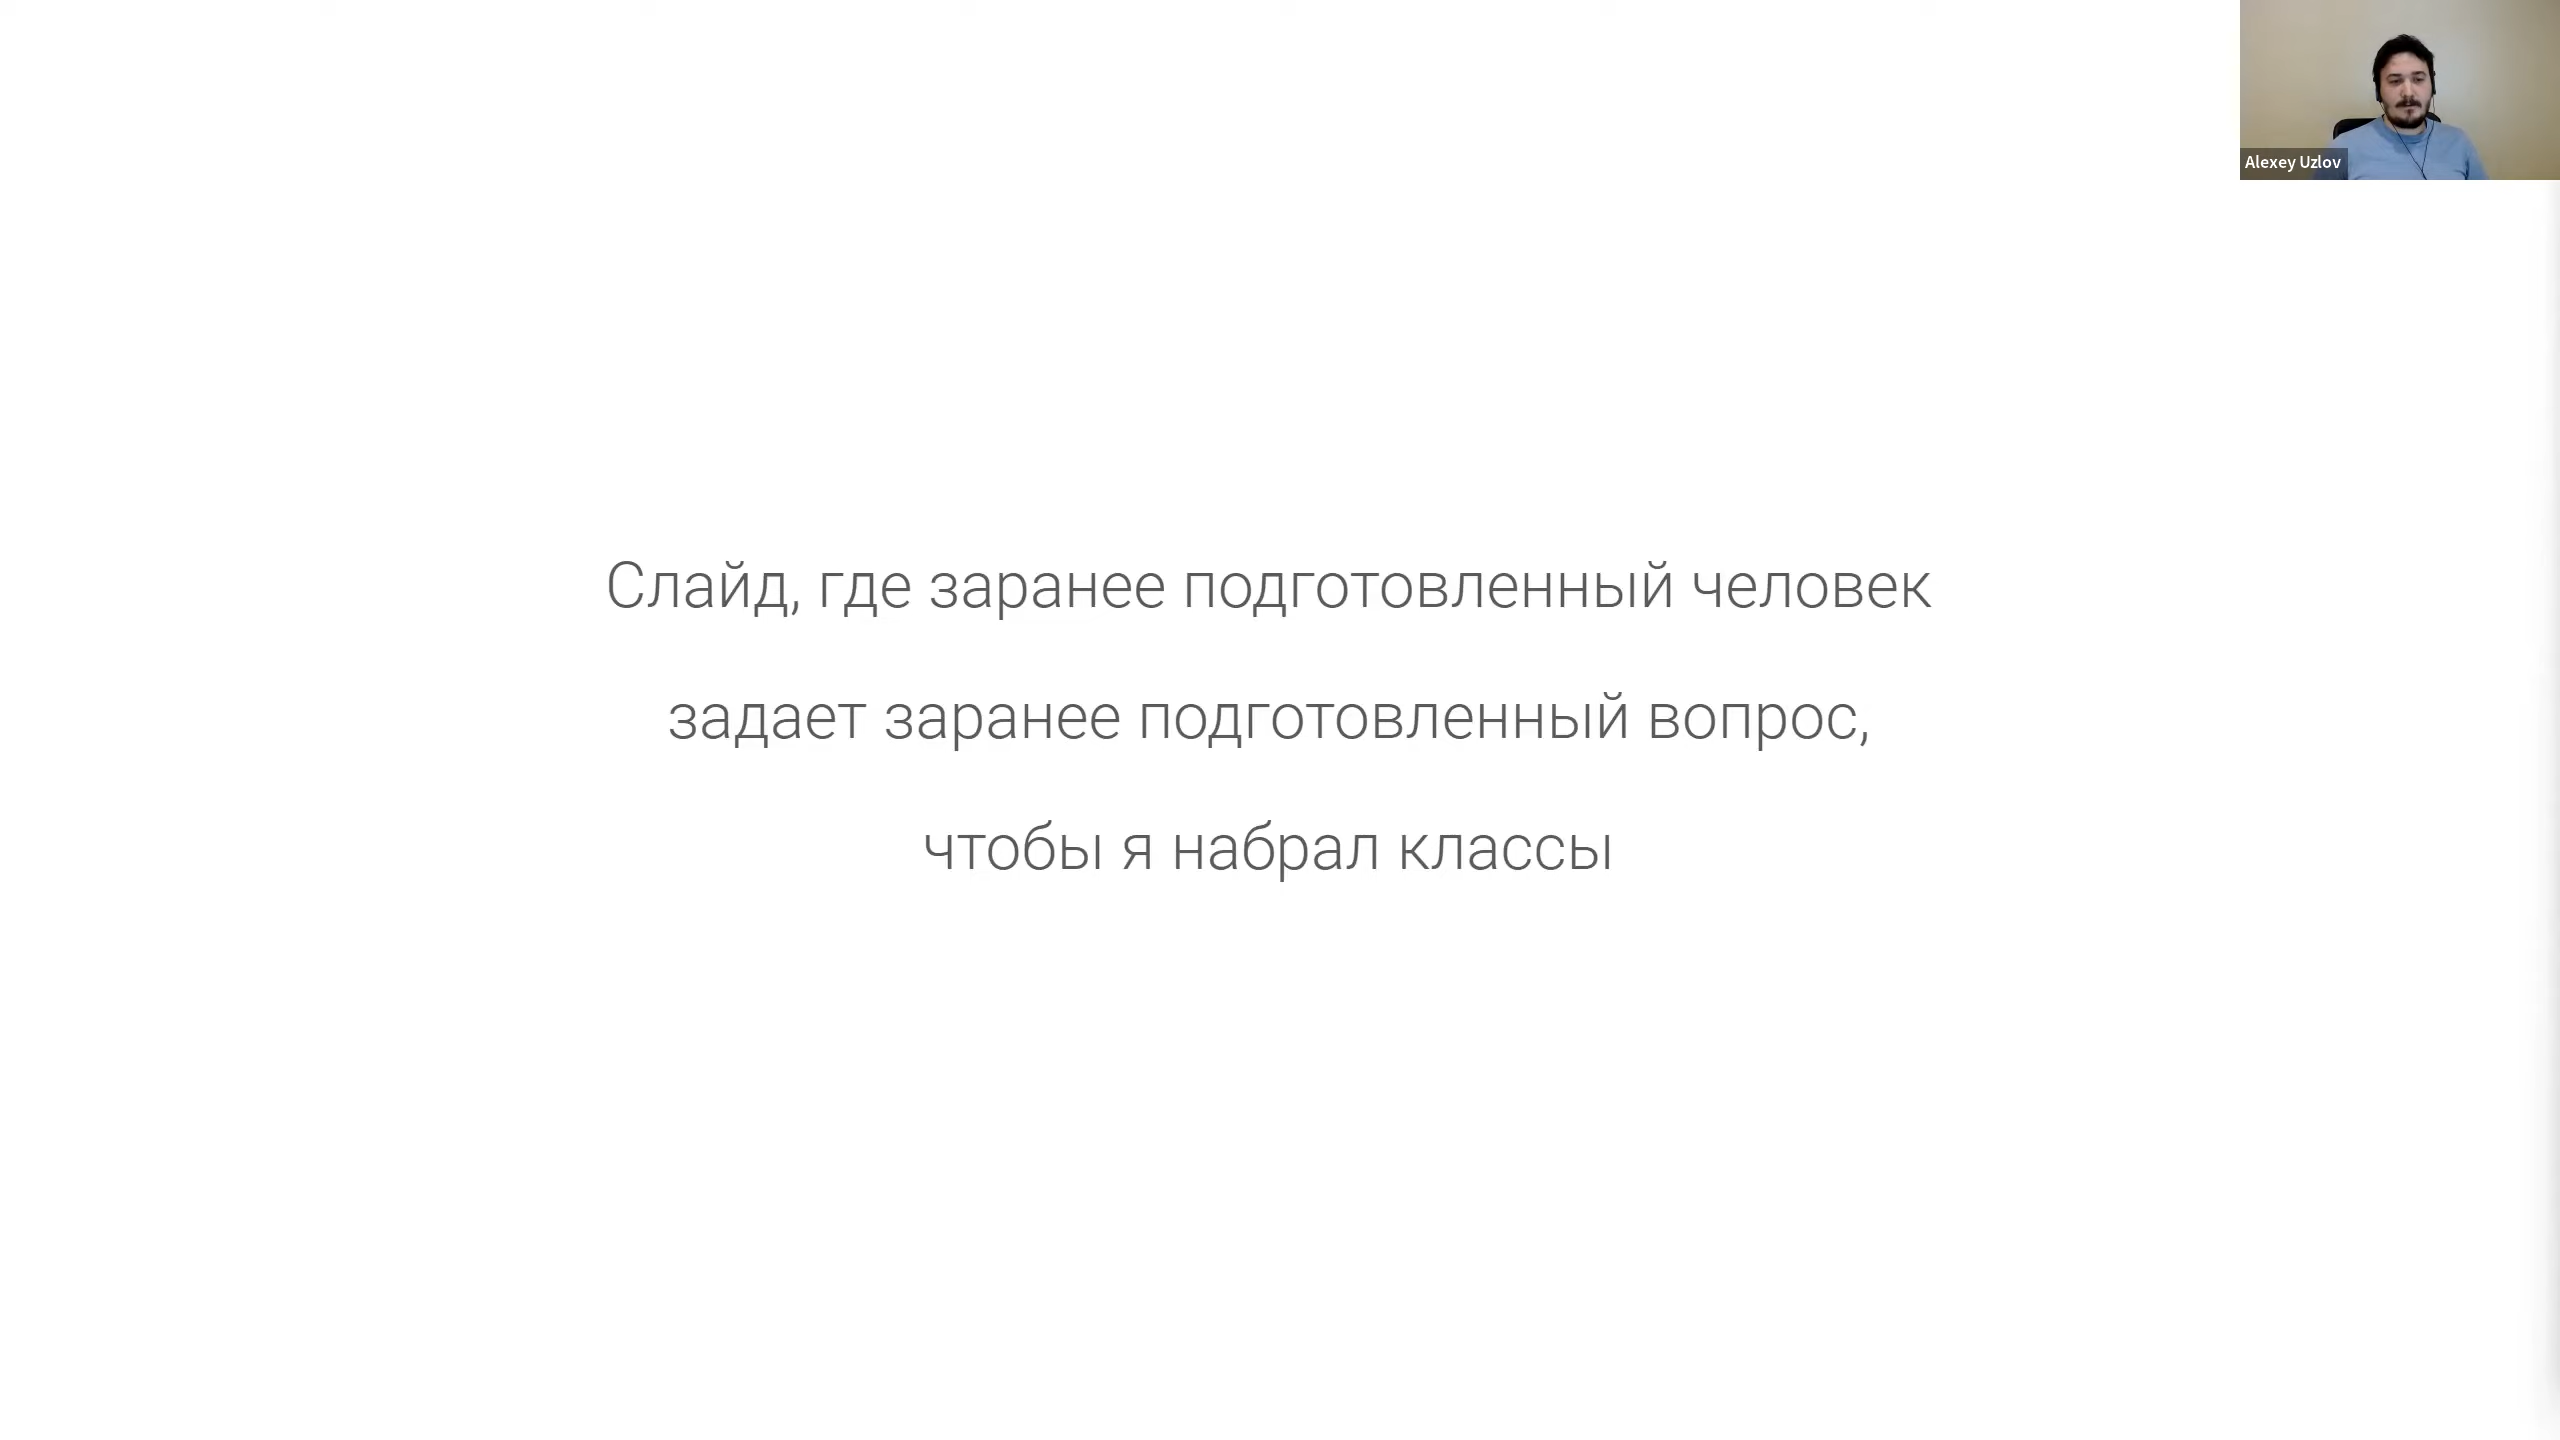 Alexey Uzlov
Слайд, где заранее подготовленный человек
задает заранее подготовленный вопрос,
чтобы я набрал классы